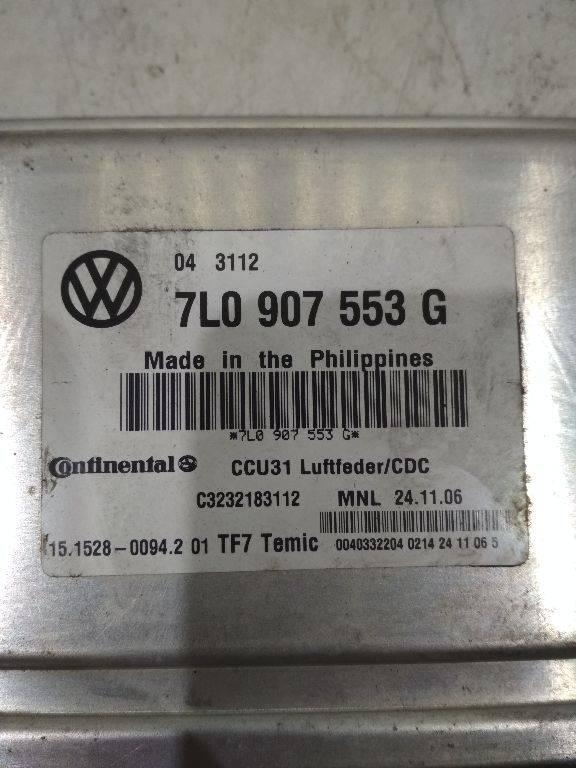 04 3112
7L0 907 553 G
Made in the Philippines
*7L0 907 553 G*
Continental CCU31 Luftfeder/CDC
C3232183112 MNL 24.11.06
15.1528-0094.2 01 TF7 Temic 0040332204 0214 24 11 06 5